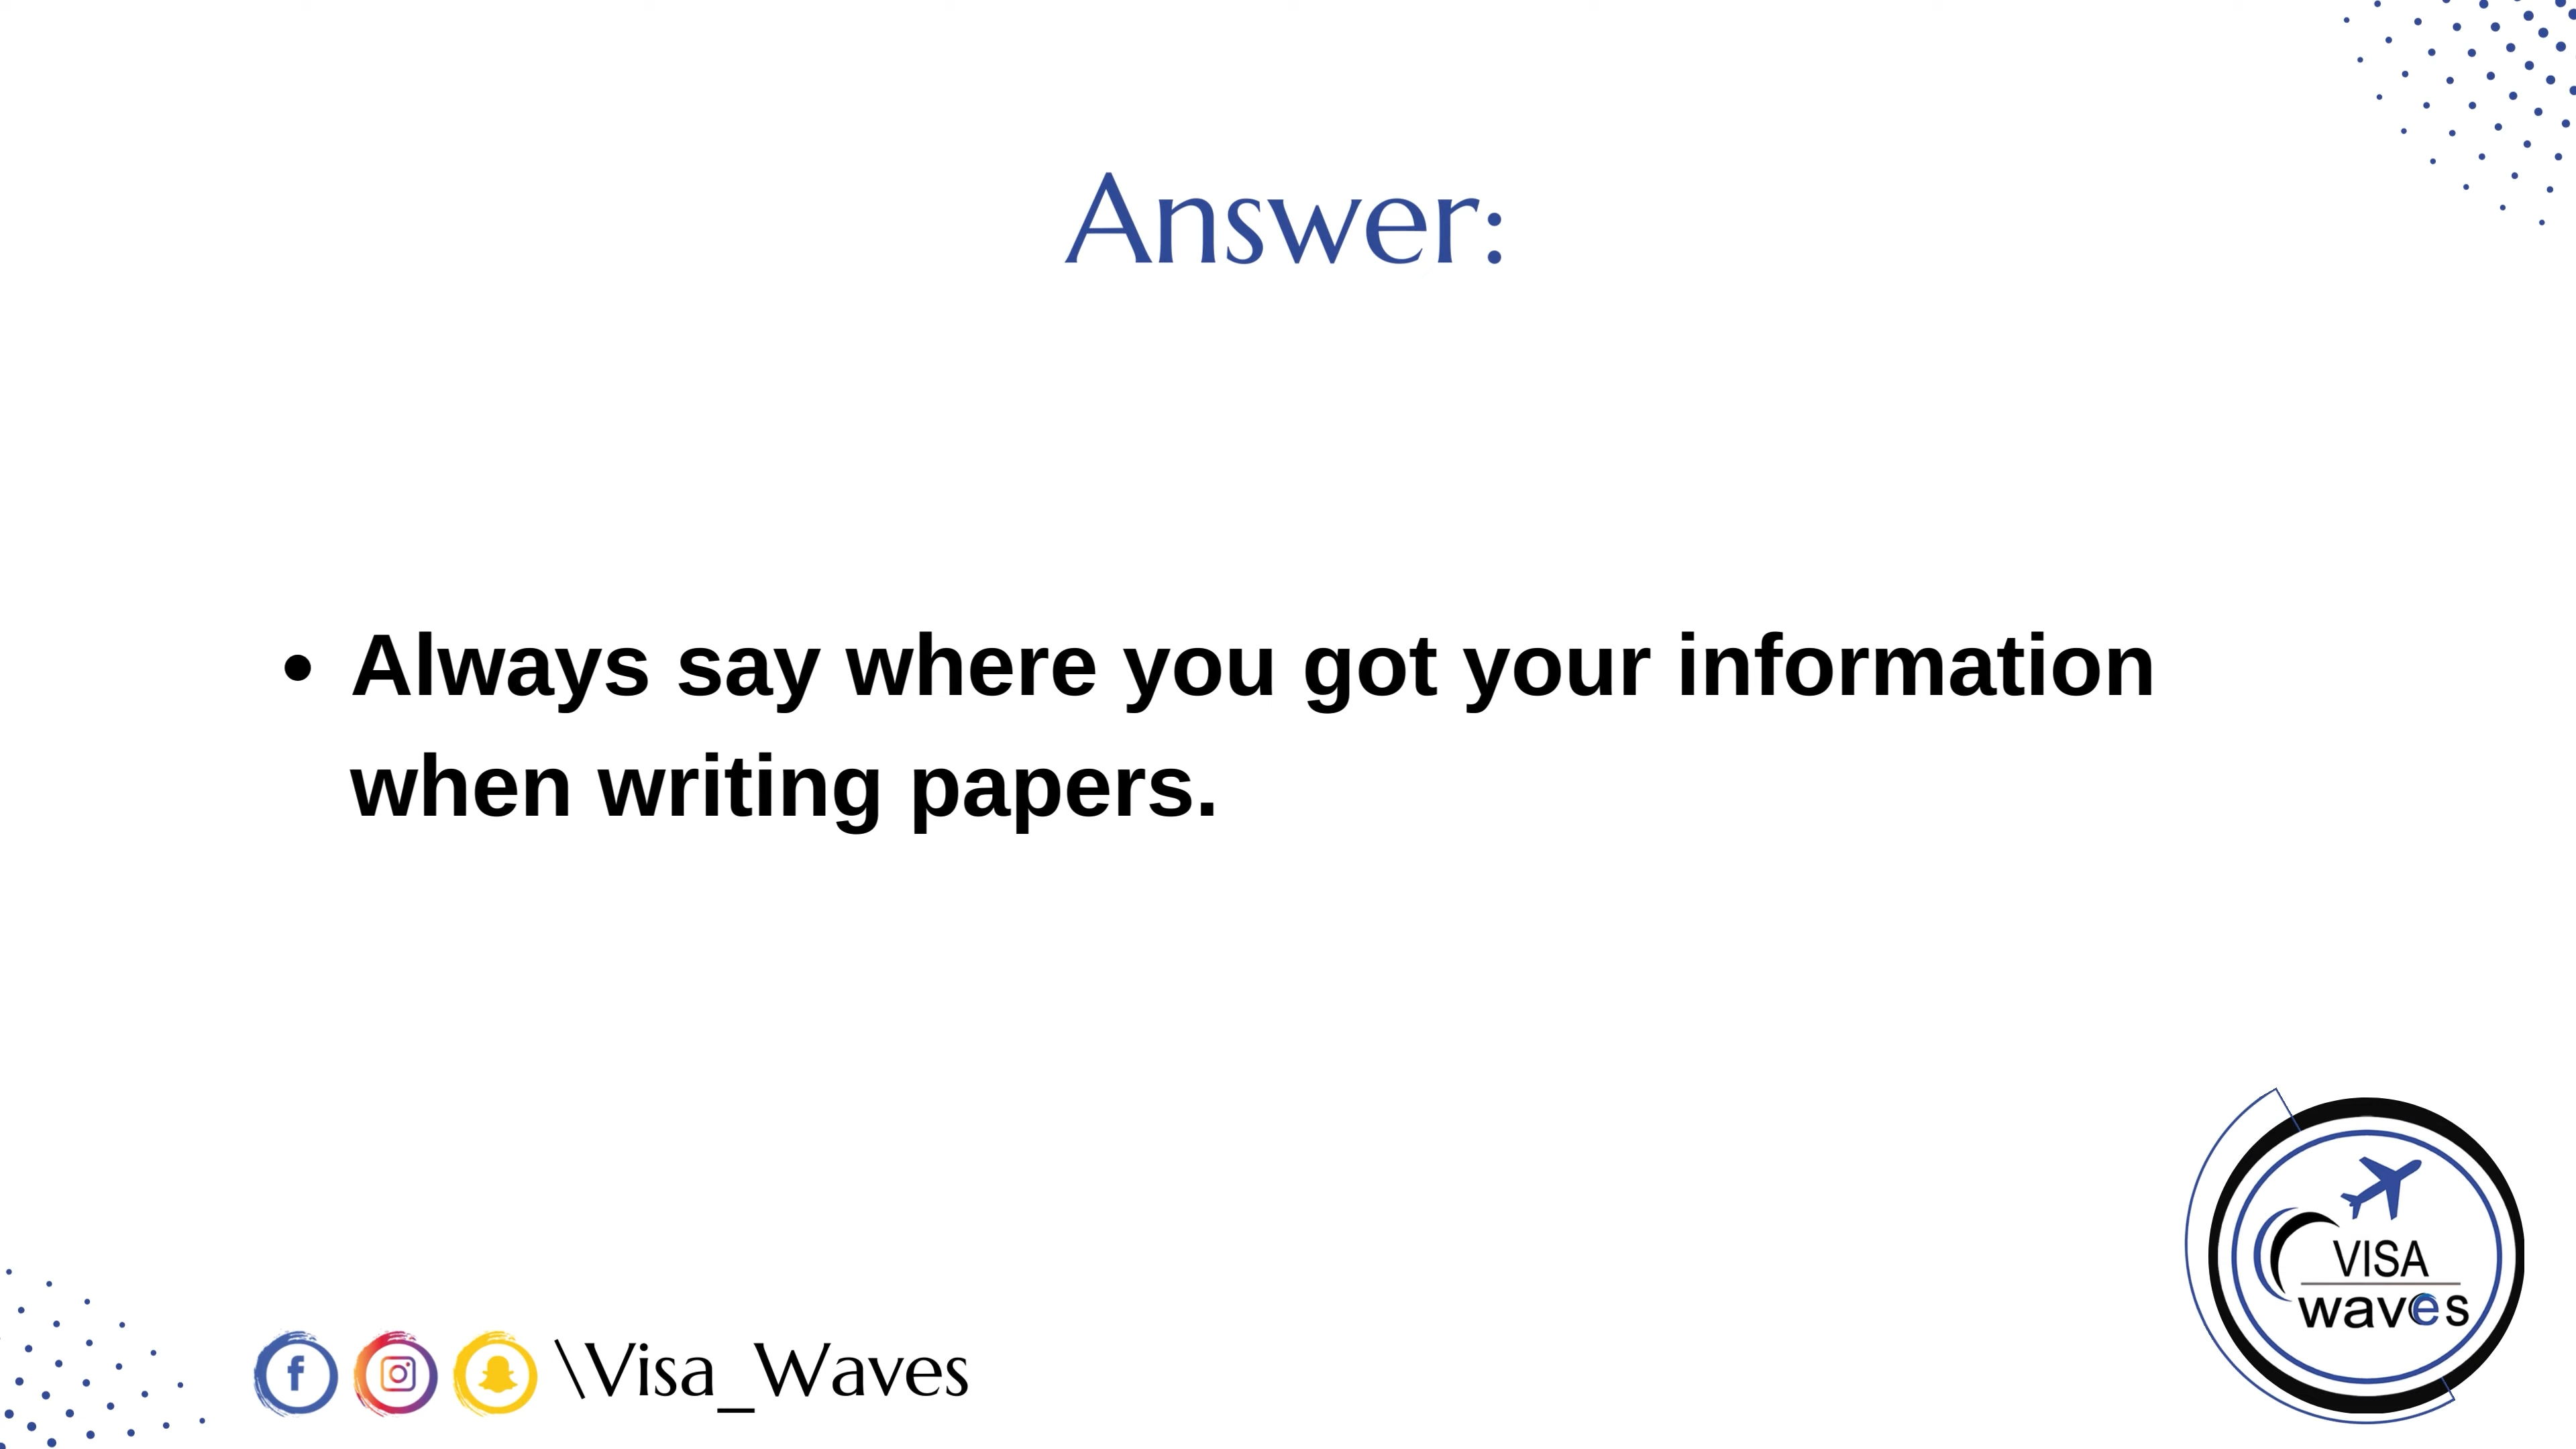 Answer:
• Always say where you got your information
when writing papers.
\Visa_Waves
VISA
waves